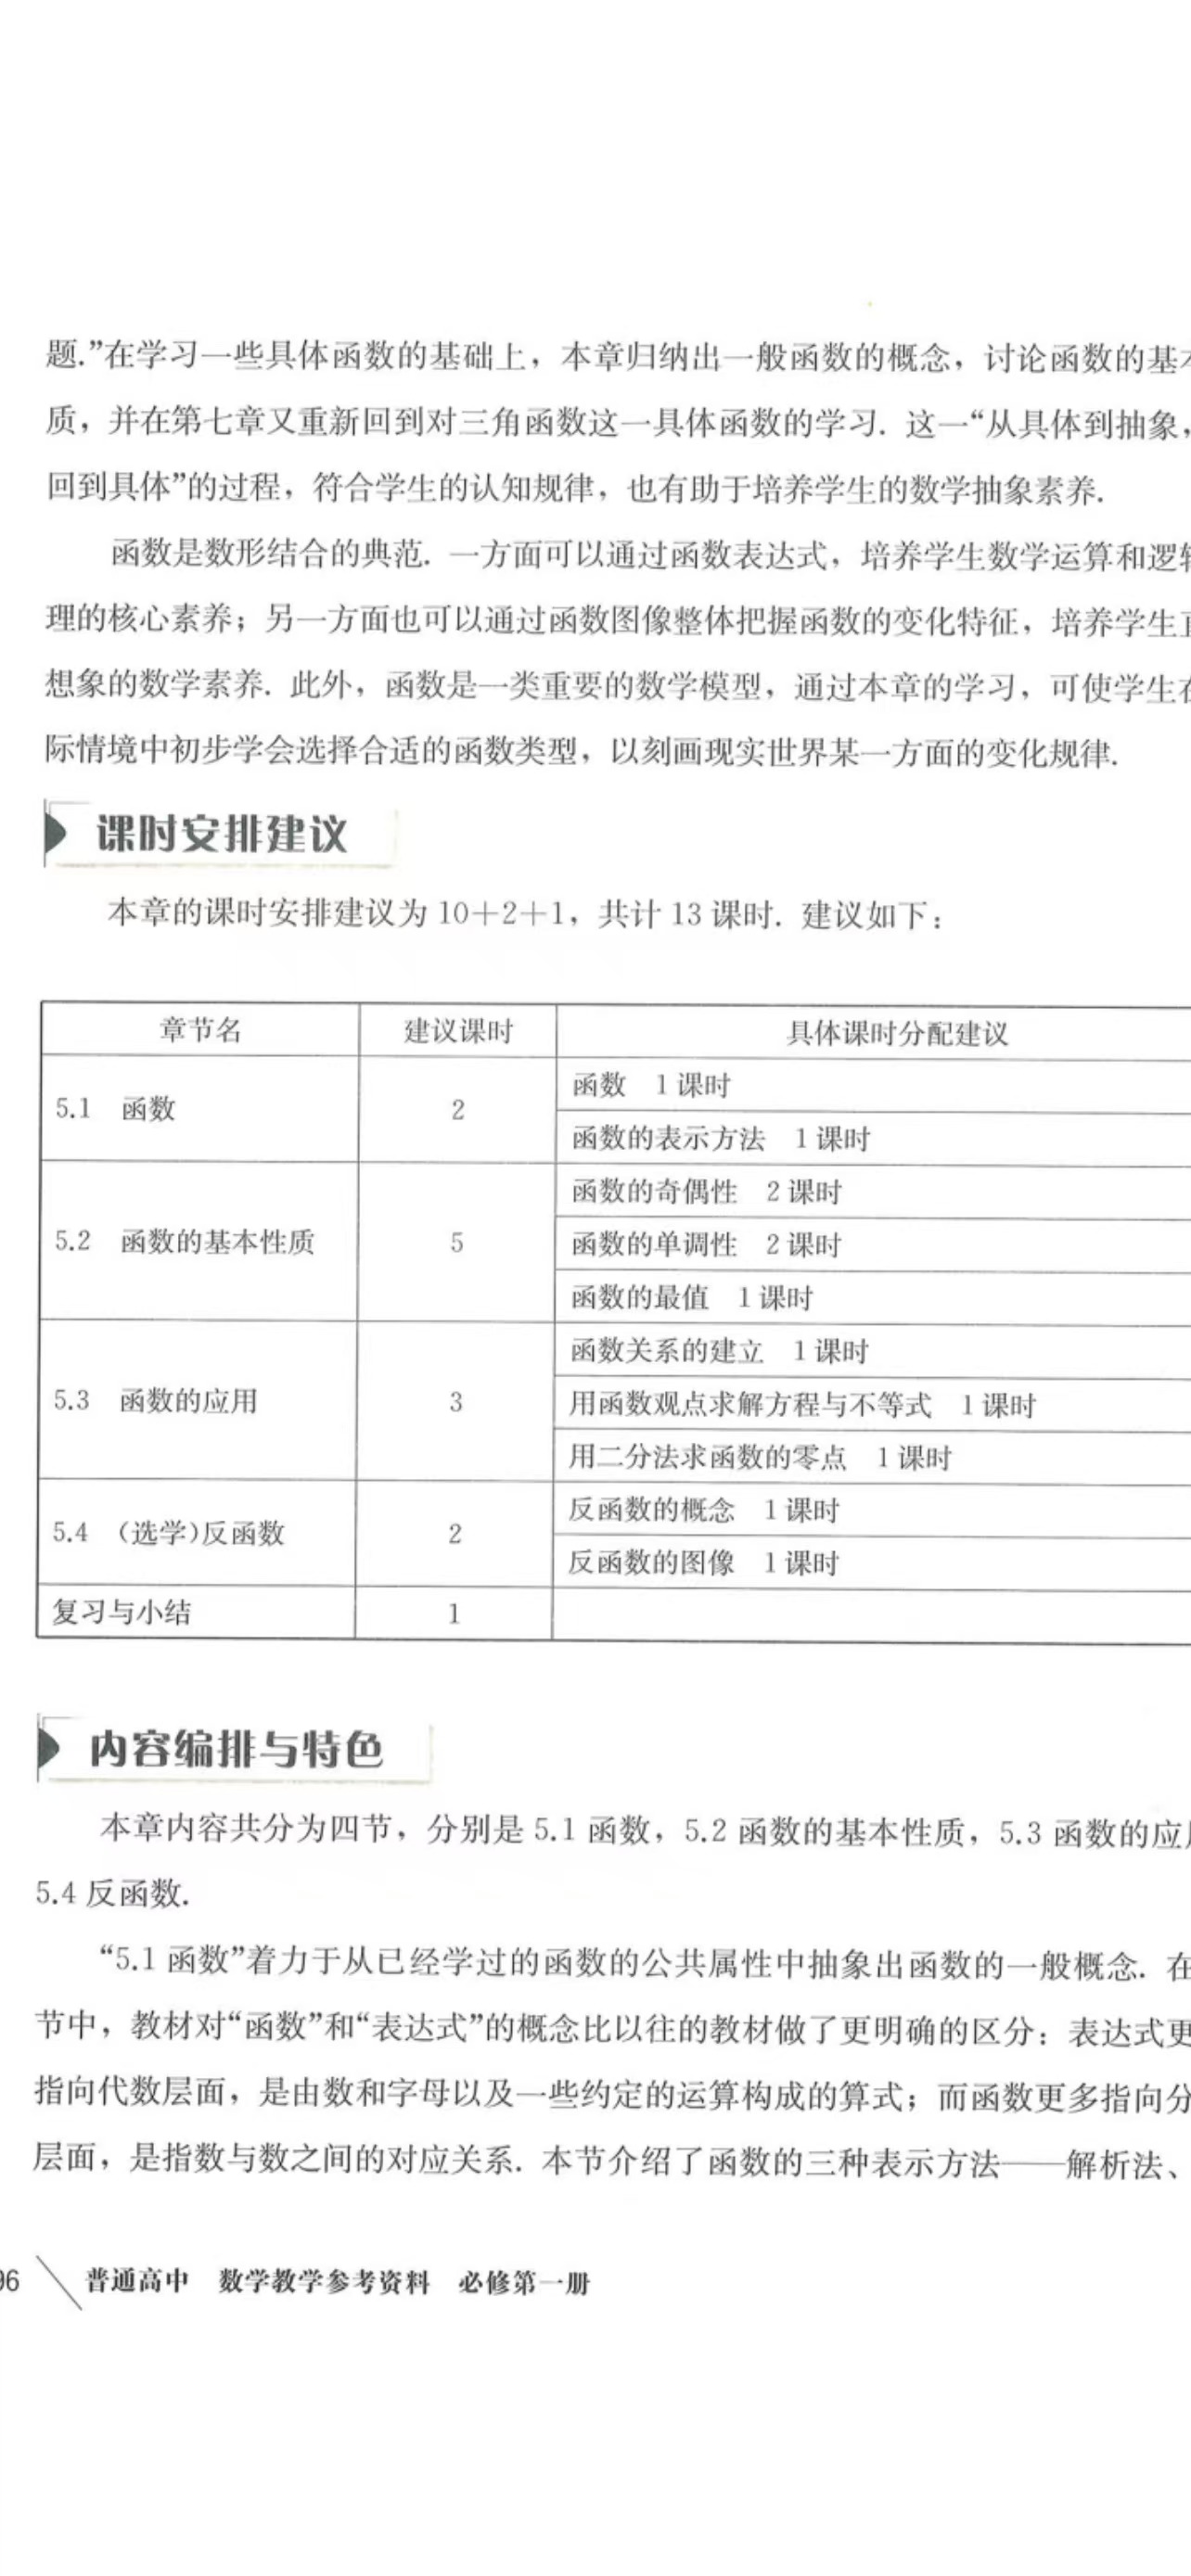 题.”在学习一些具体函数的基础上，本章归纳出一般函数的概念，讨论函数的基
质，并在第七章又重新回到对三角函数这一具体函数的学习. 这一“从具体到抽象，
回到具体”的过程，符合学生的认知规律，也有助于培养学生的数学抽象素养.
函数是数形结合的典范. 一方面可以通过函数表达式，培养学生数学运算和逻
理的核心素养；另一方面也可以通过函数图像整体把握函数的变化特征，培养学生
想象的数学素养. 此外，函数是一类重要的数学模型，通过本章的学习，可使学生
际情境中初步学会选择合适的函数类型，以刻画现实世界某一方面的变化规律.
课时安排建议
本章的课时安排建议为 10+2+1，共计 13 课时. 建议如下：
章节名 建议课时 具体课时分配建议
5.1 函数 2
函数 1 课时
函数的表示方法 1 课时
5.2 函数的基本性质 5
函数的奇偶性 2 课时
函数的单调性 2 课时
函数的最值 1 课时
5.3 函数的应用 3
函数关系的建立 1 课时
用函数观点求解方程与不等式 1 课时
用二分法求函数的零点 1 课时
5.4 （选学）反函数 2
反函数的概念 1 课时
反函数的图像 1 课时
复习与小结 1
内容编排与特色
本章内容共分为四节，分别是 5.1 函数，5.2 函数的基本性质，5.3 函数的应
5.4 反函数.
“5.1 函数”着力于从已经学过的函数的公共属性中抽象出函数的一般概念. 在
节中，教材对“函数”和“表达式”的概念比以往的教材做了更明确的区分：表达式更
指向代数层面，是由数和字母以及一些约定的运算构成的算式；而函数更多指向分
层面，是指数与数之间的对应关系. 本节介绍了函数的三种表示方法——解析法、
96 普通高中 数学教学参考资料 必修第一册